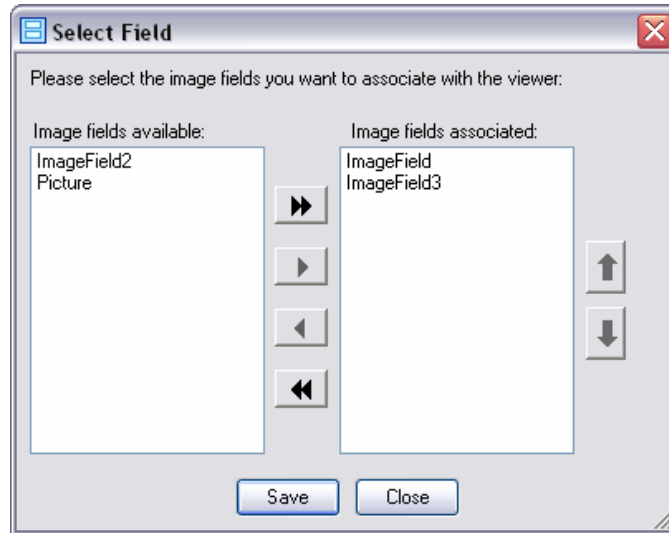 Select Field
Please select the image fields you want to associate with the viewer:
Image fields available:
ImageField2
Picture
Image fields associated:
ImageField
ImageField3
Save
Close